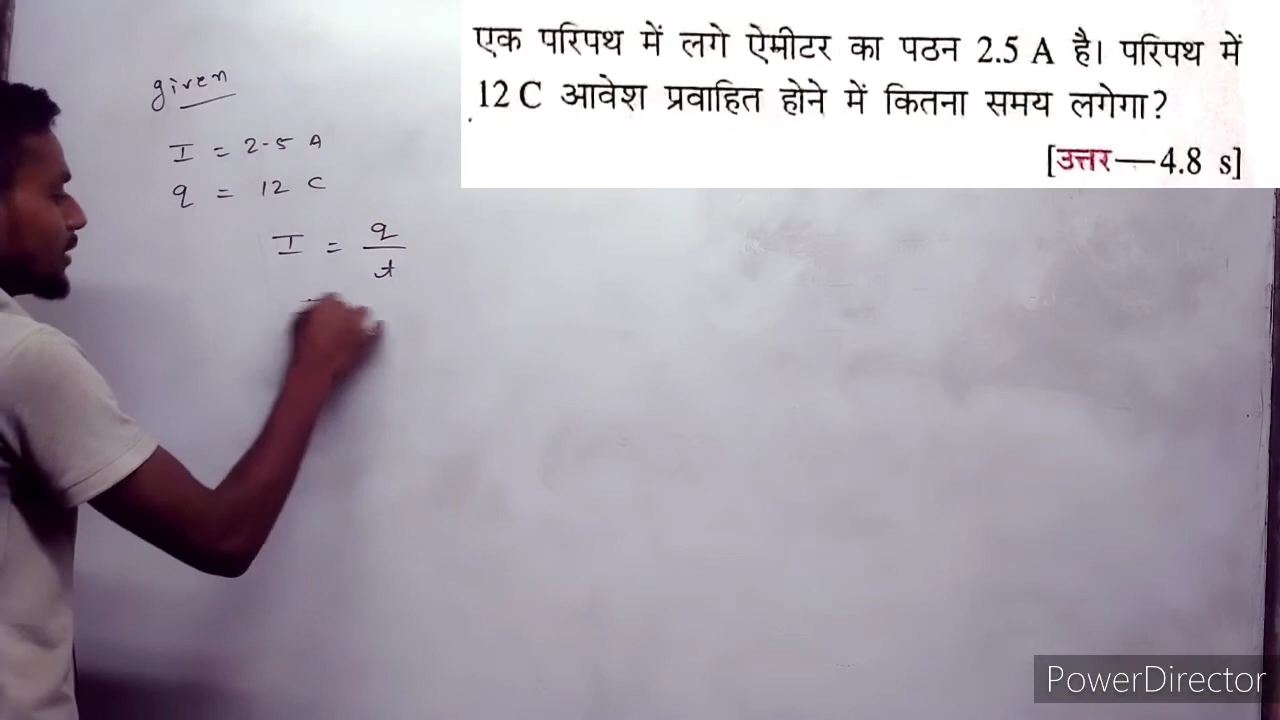 एक परिपथ में लगे ऐमीटर का पठन 2.5 A है। परिपथ में
12 C आवेश प्रवाहित होने में कितना समय लगेगा?
[उत्तर—4.8 s]
given
I = 2.5 A
q = 12 C
I = q/t
PowerDirector